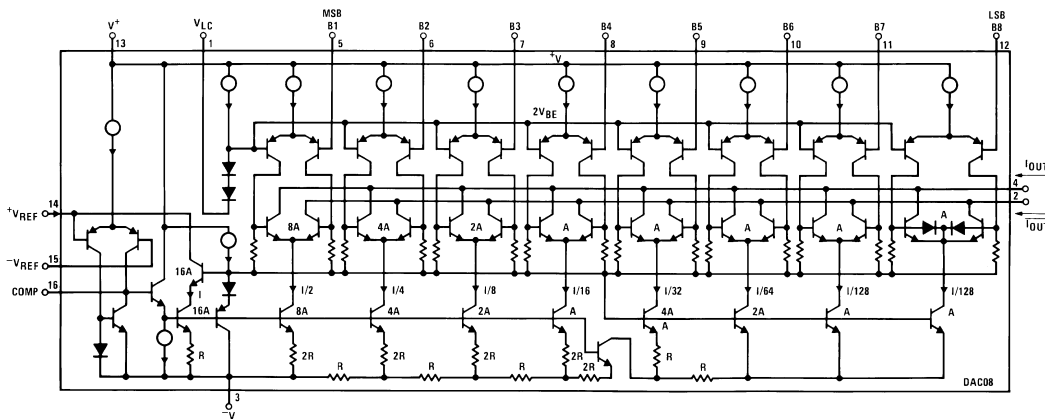 MSB LSB
V+ VLC B1 B2 B3 B4 B5 B6 B7 B8
13 1 5 6 7 8 9 10 11 12
+V
2VBE
IOUT
4
2
IOUT
+VREF 14
8A 4A 2A A A A A A
-VREF 15
16A
COMP 16
I I/2 I/4 I/8 I/16 I/32 I/64 I/128 I/128
16A 8A 4A 2A A 4A 2A A A
A
R 2R 2R 2R 2R R
R R R 2R R
3
-V
DAC08